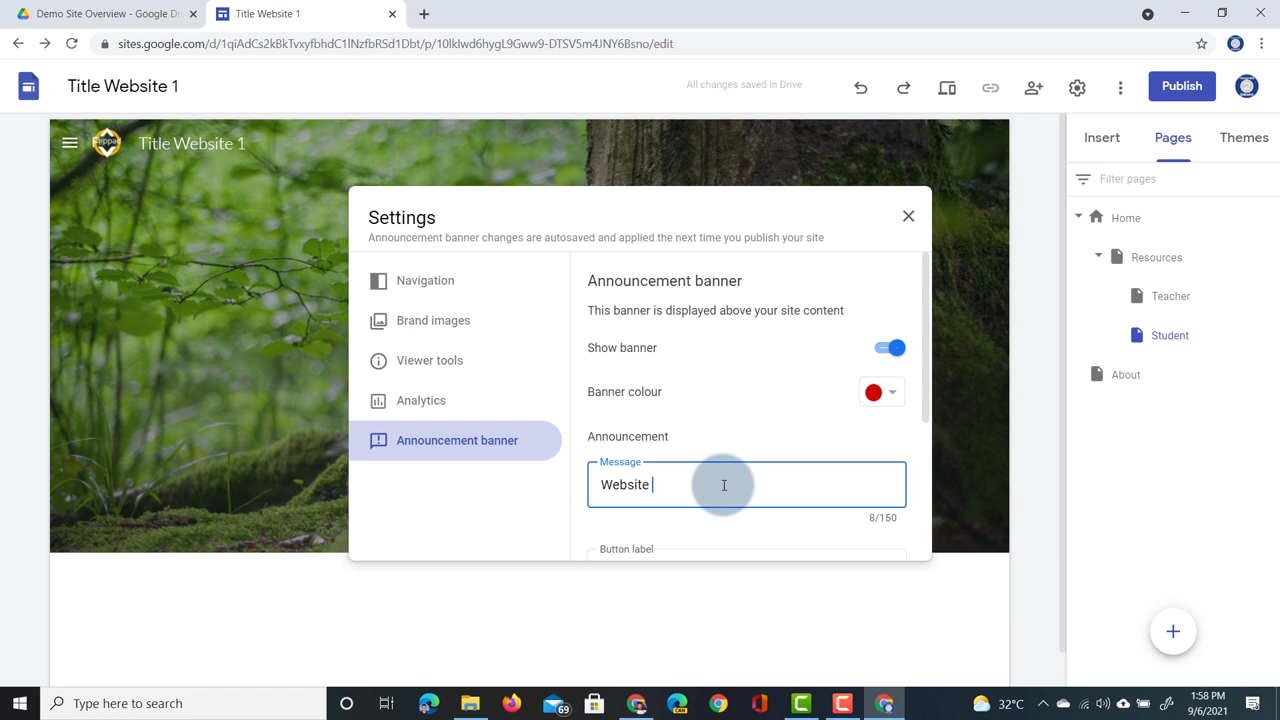 Demo Site Overview - Google Dr
Title Website 1
sites.google.com/d/1qiAdCs2kBkTvxyfbhdC1lNzfbRSd1Dbt/p/10lklwd6hygL9Gww9-DTSV5m4JNY6Bsno/edit
Title Website 1
All changes saved in Drive
Publish
Flipped
Title Website 1
Insert
Pages
Themes
Filter pages
Home
Resources
Teacher
Student
About
Settings
Announcement banner changes are autosaved and applied the next time you publish your site
Navigation
Brand images
Viewer tools
Analytics
Announcement banner
Announcement banner
This banner is displayed above your site content
Show banner
Banner colour
Announcement
Message
Website
8/150
Button label
Type here to search
69
CAN
32°C
1:58 PM
9/6/2021